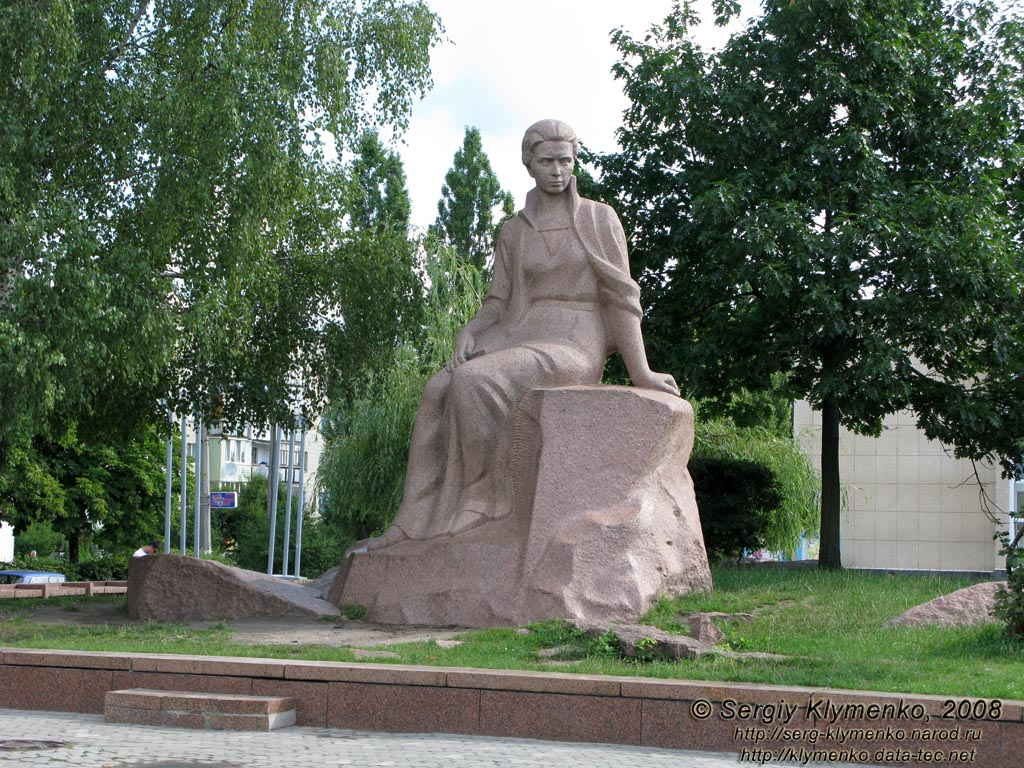 © Sergiy Klymenko, 2008
http://serg-klymenko.narod.ru
http://klymenko.data-tec.net